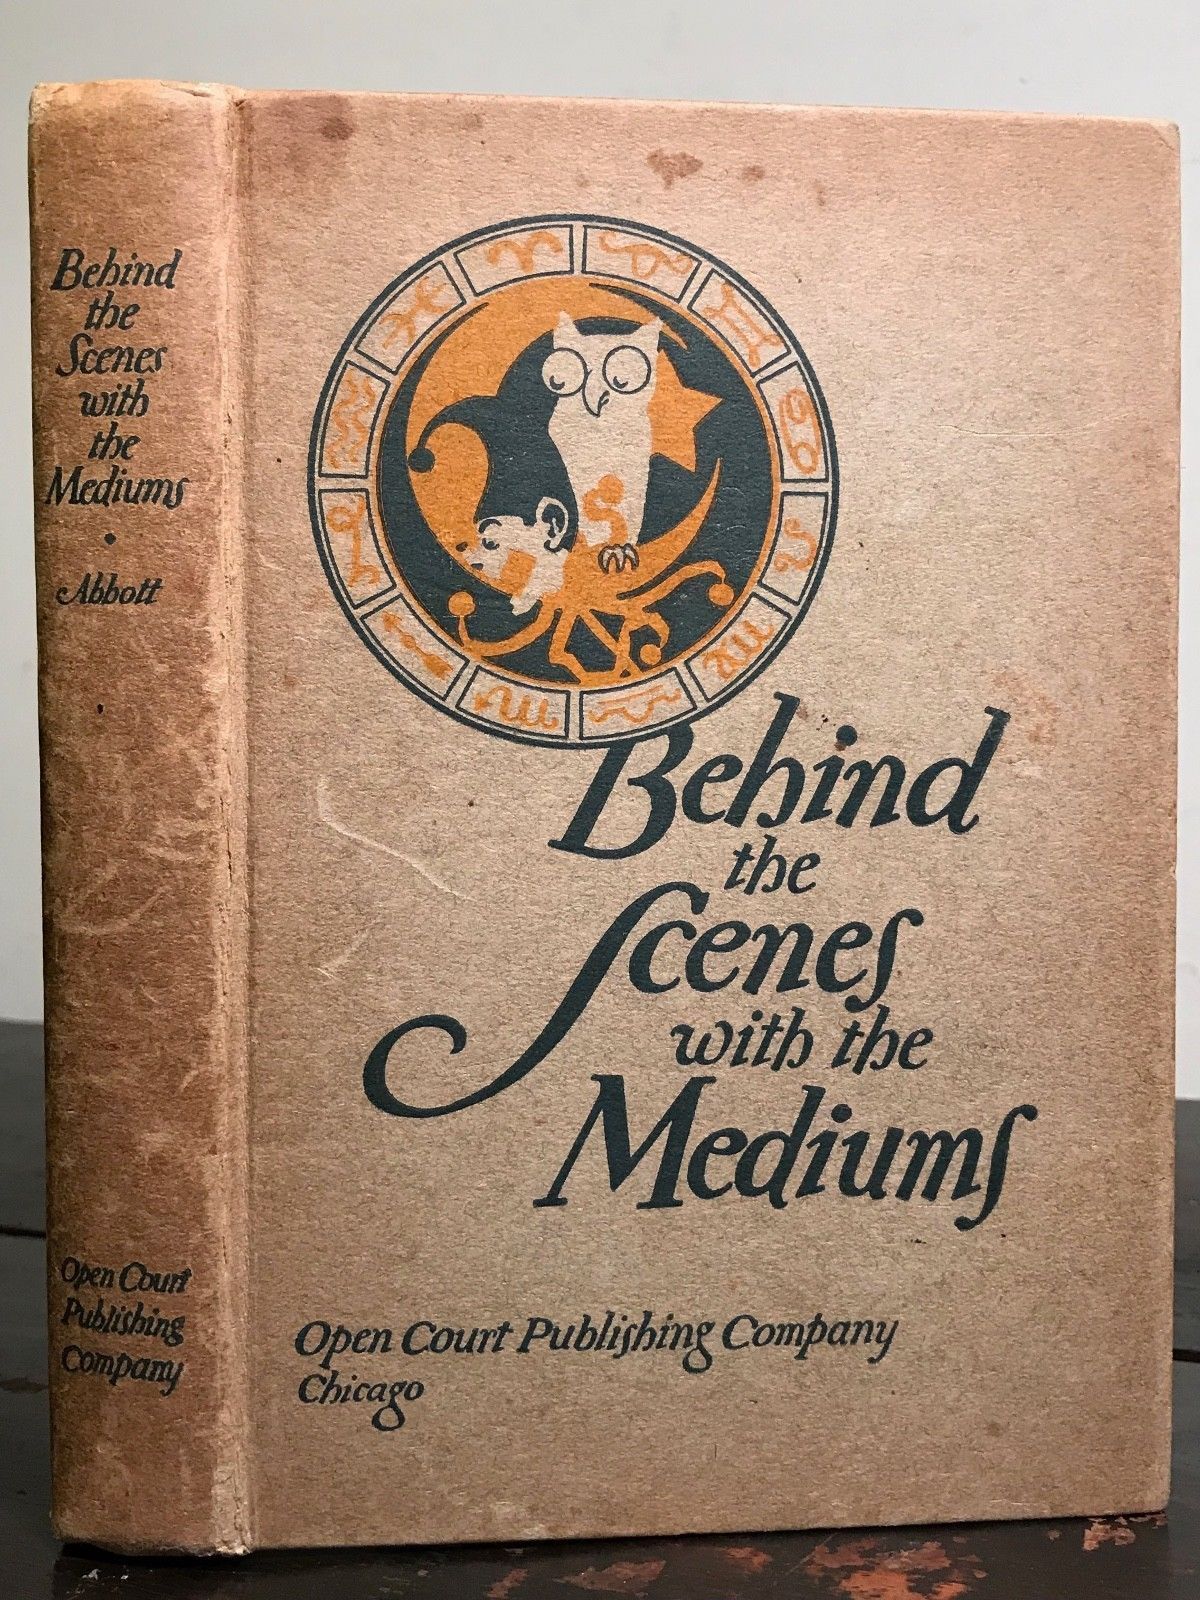 Behind
the
Scenes
with
the
Mediums
Abbott
Open Court
Publishing
Company
Behind
the
Scenes
with the
Mediums
Open Court Publishing Company
Chicago